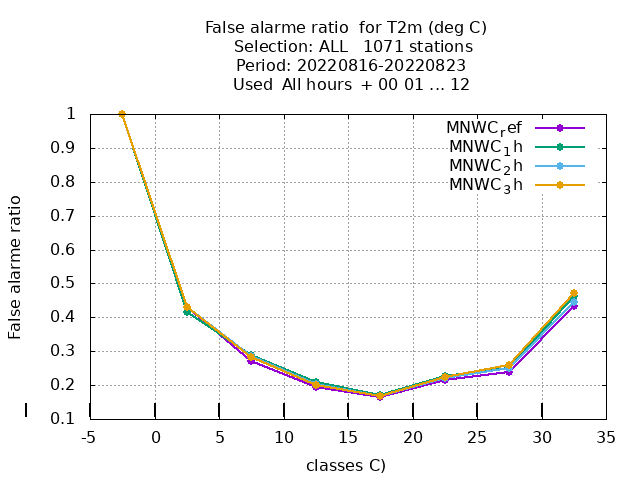 False alarme ratio  for T2m (deg C)
Selection: ALL   1071 stations
Period: 20220816-20220823
Used  All hours  + 00 01 ... 12
MNWCref
MNWC1h
MNWC2h
MNWC3h
False alarme ratio
1
0.9
0.8
0.7
0.6
0.5
0.4
0.3
0.2
0.1
-5 0 5 10 15 20 25 30 35
classes C)